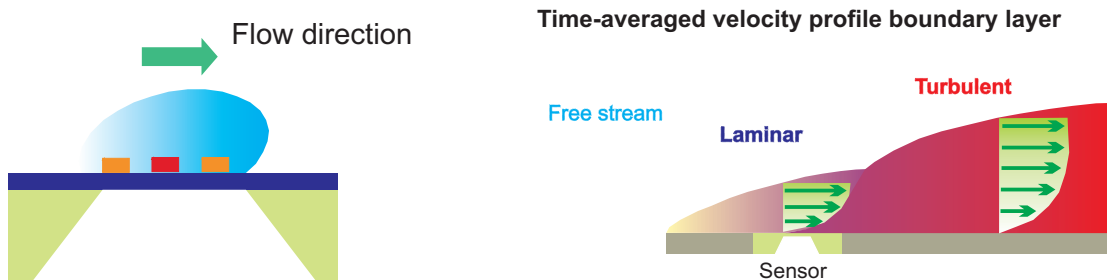 Flow direction
Time-averaged velocity profile boundary layer
Turbulent
Free stream
Laminar
Sensor